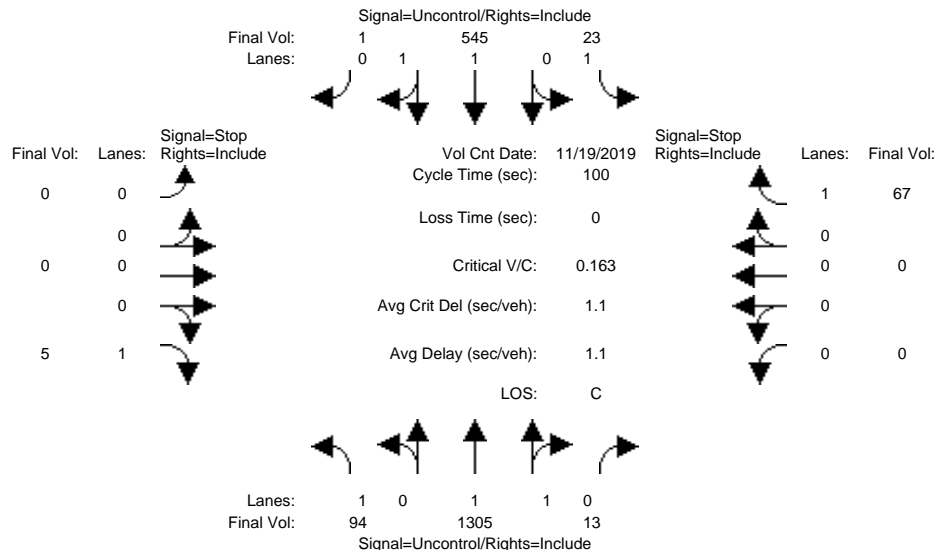 Signal=Uncontrol/Rights=Include
Final Vol: 1 545 23
Lanes: 0 1 1 0 1
Signal=Stop Signal=Stop
Final Vol: Lanes: Rights=Include Vol Cnt Date: 11/19/2019 Rights=Include Lanes: Final Vol:
Cycle Time (sec): 100
0 0 1 67
Loss Time (sec): 0
0 0
0 0 Critical V/C: 0.163 0 0
0 Avg Crit Del (sec/veh): 1.1 0
5 1 Avg Delay (sec/veh): 1.1 0 0
LOS: C
Lanes: 1 0 1 1 0
Final Vol: 94 1305 13
Signal=Uncontrol/Rights=Include